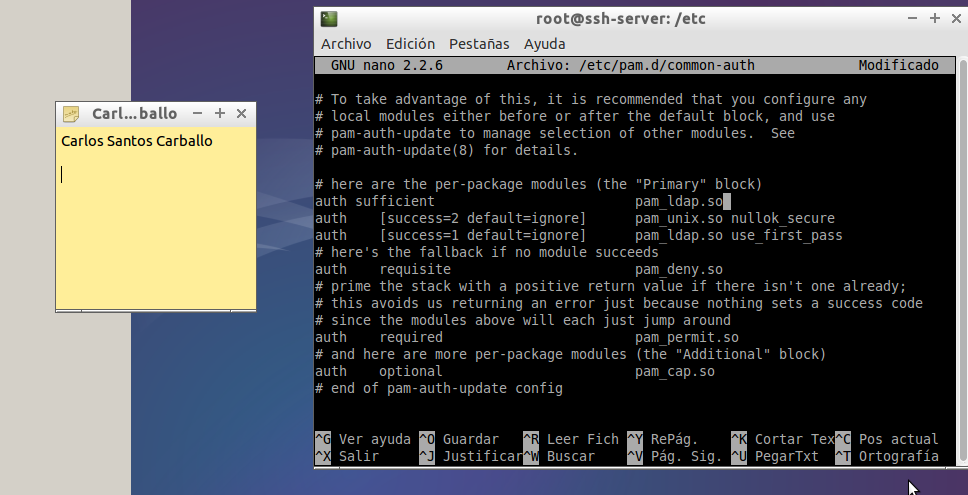 root@ssh-server: /etc
Archivo Edición Pestañas Ayuda
GNU nano 2.2.6 Archivo: /etc/pam.d/common-auth Modificado
# To take advantage of this, it is recommended that you configure any
# local modules either before or after the default block, and use
# pam-auth-update to manage selection of other modules.  See
# pam-auth-update(8) for details.
# here are the per-package modules (the "Primary" block)
auth sufficient pam_ldap.so
auth [success=2 default=ignore] pam_unix.so nullok_secure
auth [success=1 default=ignore] pam_ldap.so use_first_pass
# here's the fallback if no module succeeds
auth requisite pam_deny.so
# prime the stack with a positive return value if there isn't one already;
# this avoids us returning an error just because nothing sets a success code
# since the modules above will each just jump around
auth required pam_permit.so
# and here are more per-package modules (the "Additional" block)
auth optional pam_cap.so
# end of pam-auth-update config
^G Ver ayuda ^O Guardar ^R Leer Fich ^Y RePág. ^K Cortar Tex ^C Pos actual
^X Salir ^J Justificar ^W Buscar ^V Pág. Sig. ^U PegarTxt ^T Ortografía
Carl...ballo
Carlos Santos Carballo